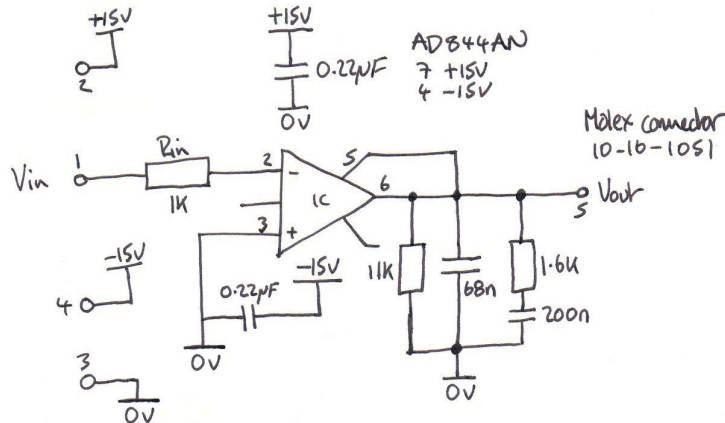 +15V
2
+15V
0.22µF
0V
AD844AN
7 +15V
4 -15V
Molex connector
10-10-1051
Vin
1
Rin
1K
2
-
3
+
IC
5
6
5
Vout
11K
68n
1.6K
200n
0V
-15V
4
0.22µF
-15V
0V
3
0V